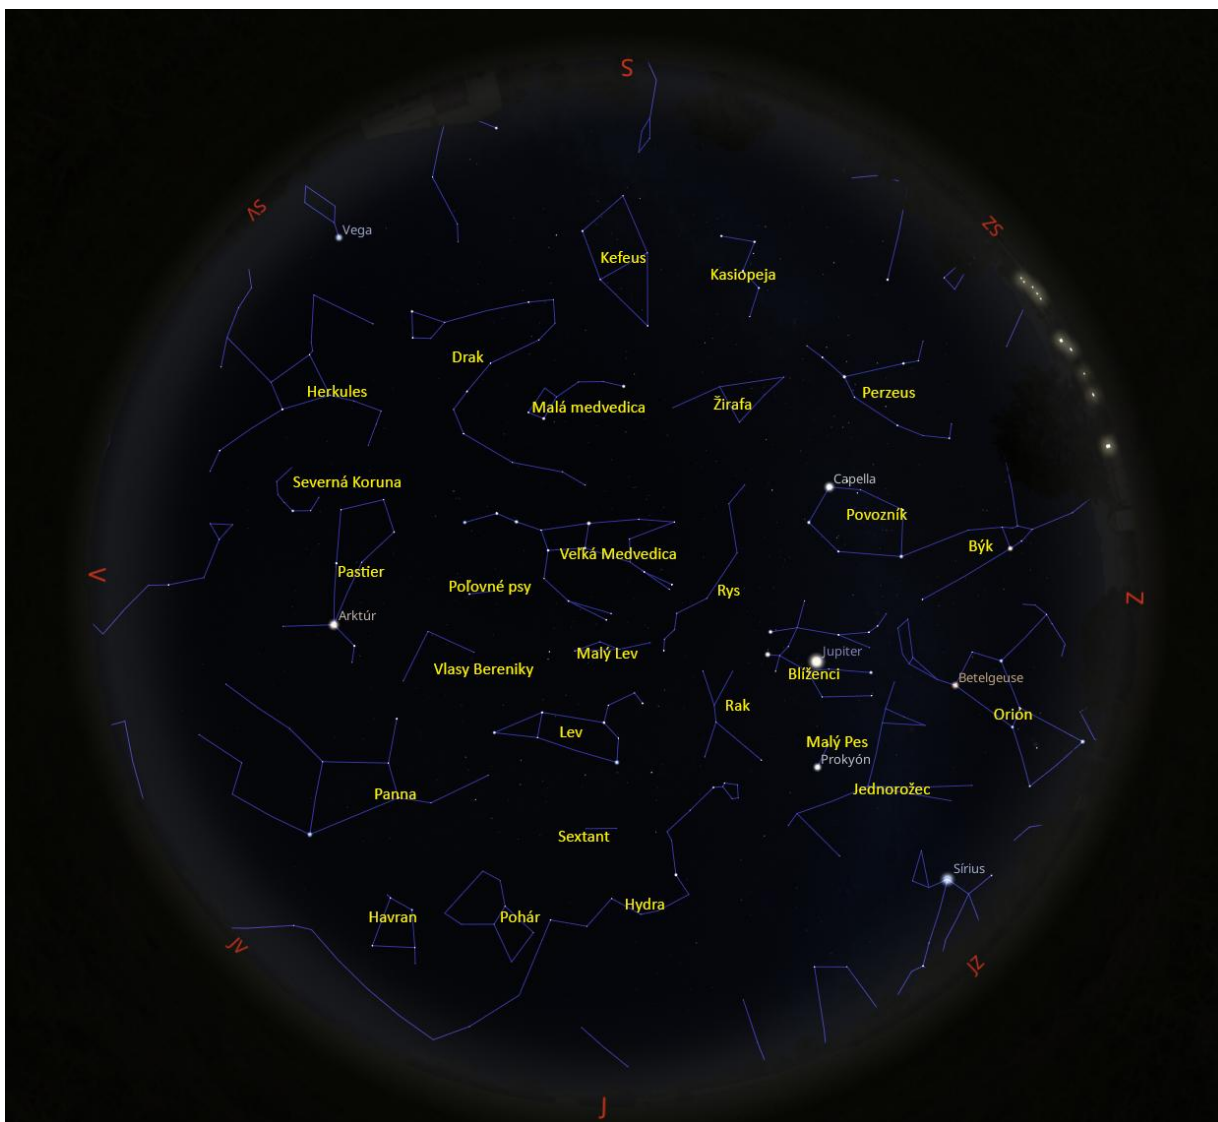 S
SV
Vega
SZ
Kefeus
Kasiopeja
Drak
Herkules
Malá medvedica
Žirafa
Perzeus
Severná Koruna
Capella
Povozník
Býk
Veľká Medvedica
V
Pastier
Poľovné psy
Rys
Z
Arktúr
Malý Lev
Jupiter
Vlasy Bereniky
Blíženci
Betelgeuse
Rak
Orión
Lev
Malý Pes
Prokyón
Panna
Jednorožec
Sextant
Sírius
Hydra
Havran
Pohár
JV
JZ
J